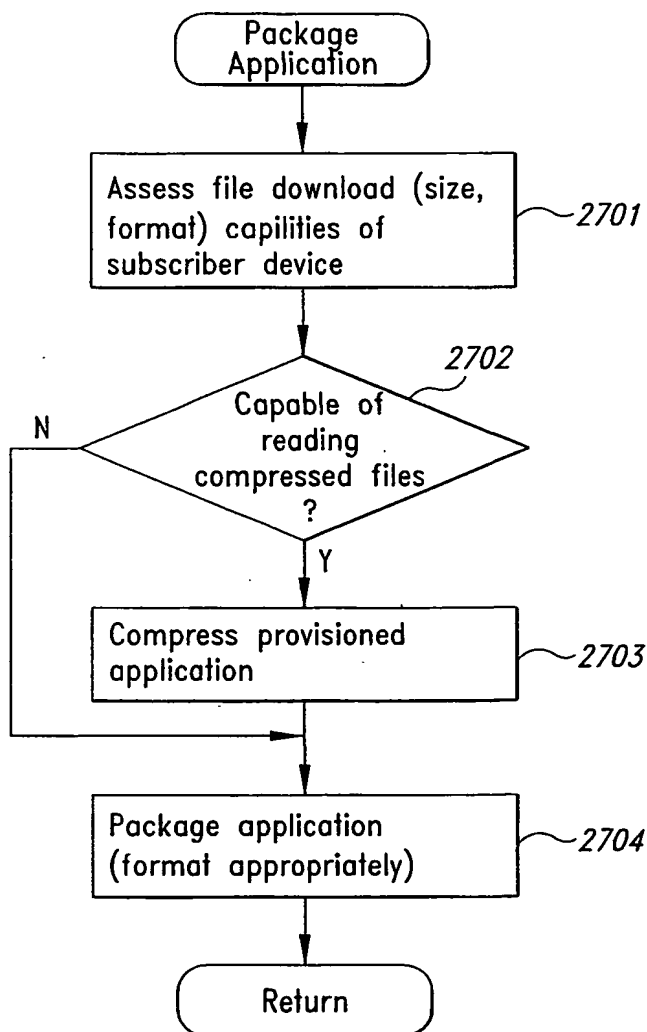 Package
Application
Assess file download (size,
format) capilities of
subscriber device
2701
2702
Capable of
reading
compressed files
?
N
Y
Compress provisioned
application
2703
Package application
(format appropriately)
2704
Return